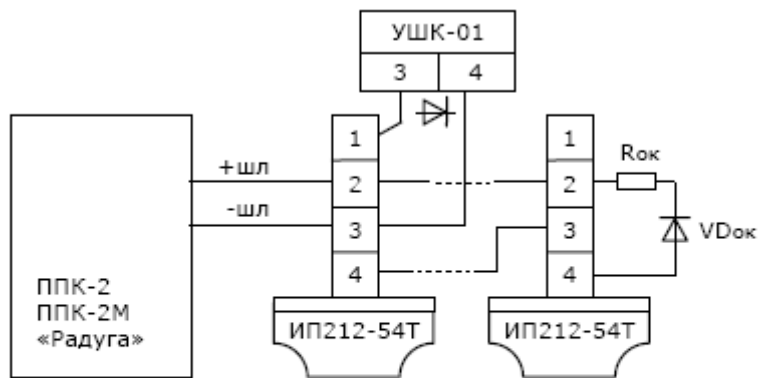 УШК-01
3 4
1
+шл 2
-шл 3
4
ППК-2
ППК-2М
«Радуга»
ИП212-54Т
1
2
3
4
Rок
VDок
ИП212-54Т